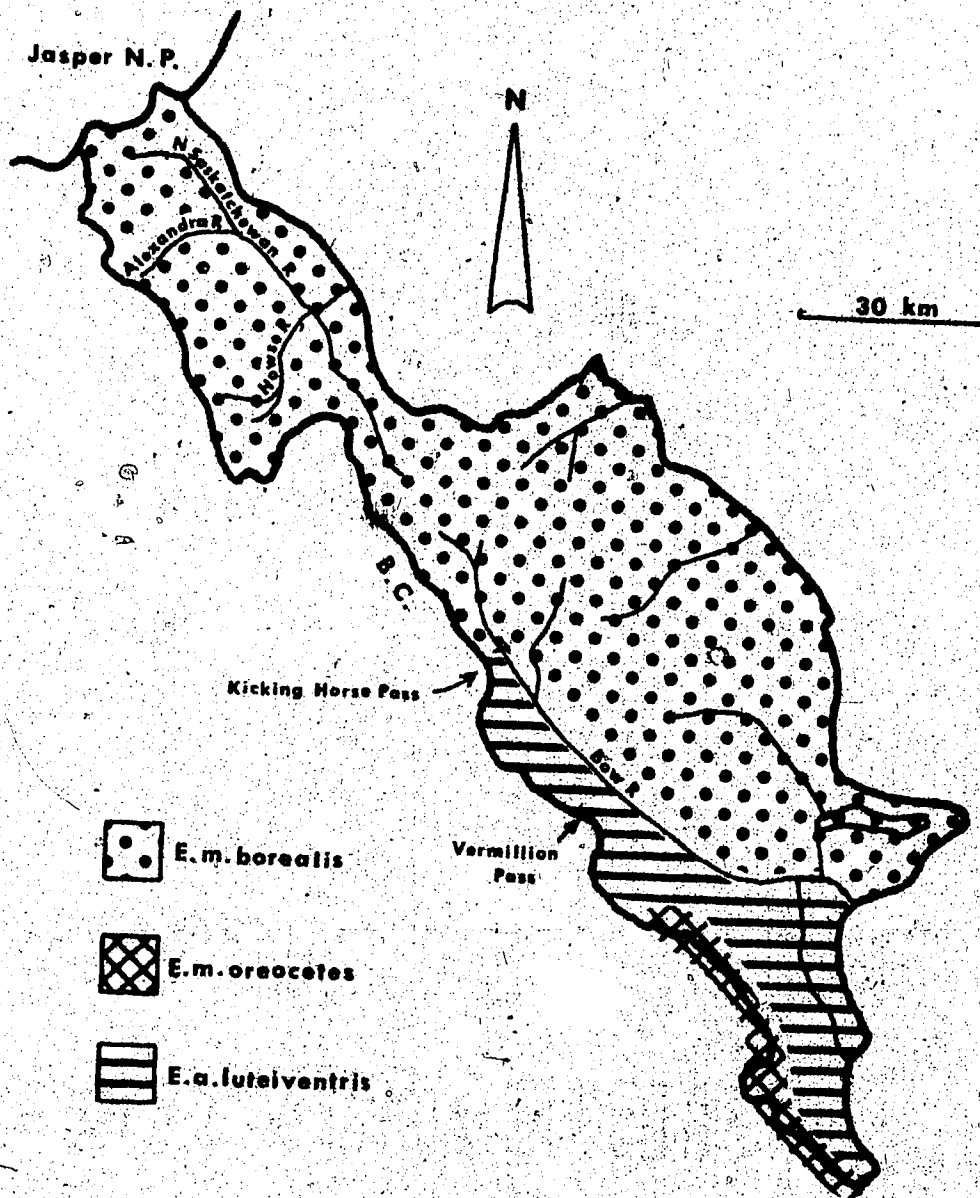 Jasper N. P.
N
N Saskatchewan R
Alexandra R
30 km
Howse R
B. C.
Kicking Horse Pass
Bow R
E. m. borealis
Vermillion
Pass
E. m. oreocetes
E. a. luteiventris